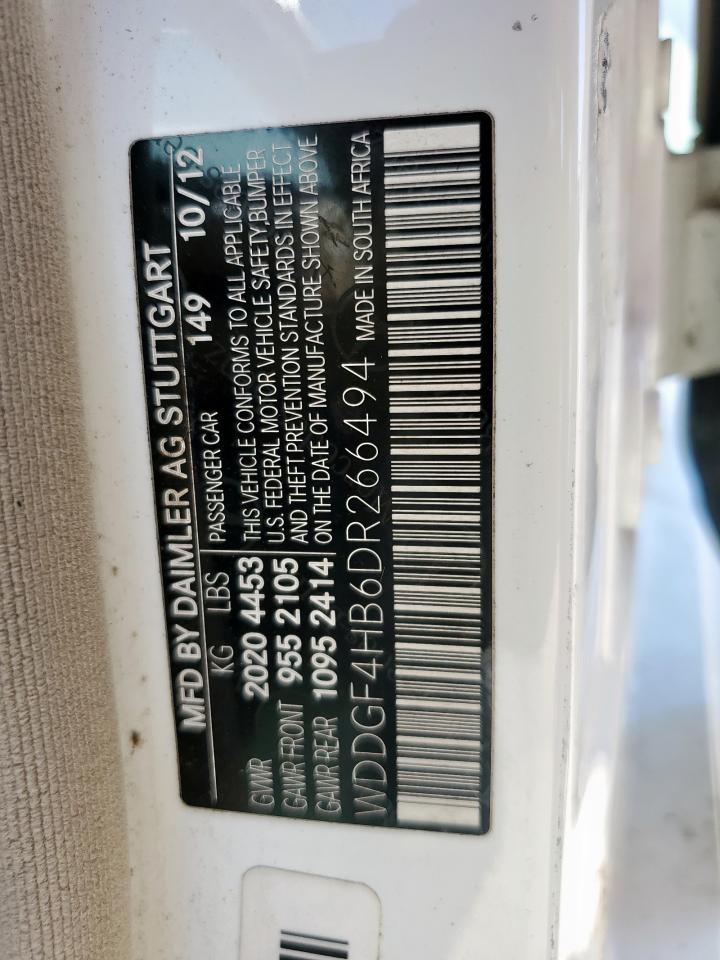 MFD BY DAIMLER AG STUTTGART
149 10/12
KG LBS PASSENGER CAR
GWR 2020 4453 THIS VEHICLE CONFORMS TO ALL APPLICABLE
GAWR FRONT 955 2105 U.S. FEDERAL MOTOR VEHICLE SAFETY, BUMPER
GAWR REAR 1095 2414 AND THEFT PREVENTION STANDARDS IN EFFECT
ON THE DATE OF MANUFACTURE SHOWN ABOVE
WDDGF4HB6DR266494 MADE IN SOUTH AFRICA